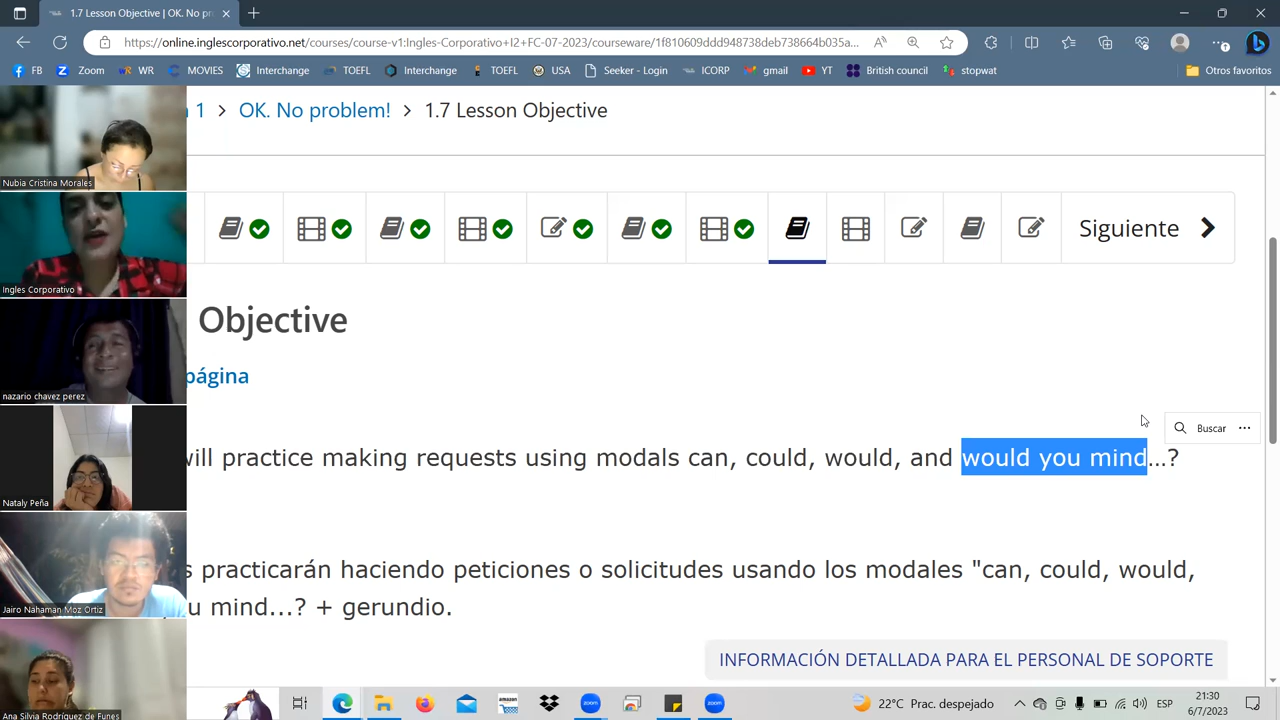 1.7 Lesson Objective | OK. No pr
https://online.inglescorporativo.net/courses/course-v1:Ingles-Corporativo+I2+FC-07-2023/courseware/1f810609ddd948738deb738664b035a...
FB Zoom WR MOVIES Interchange TOEFL Interchange TOEFL USA Seeker - Login ICORP gmail YT British council stopwat Otros favoritos
1 > OK. No problem! > 1.7 Lesson Objective
Siguiente
Objective
página
will practice making requests using modals can, could, would, and would you mind...?
Buscar
s practicarán haciendo peticiones o solicitudes usando los modales "can, could, would,
u mind...? + gerundio.
INFORMACIÓN DETALLADA PARA EL PERSONAL DE SOPORTE
Nubia Cristina Morales
Ingles Corporativo
nazario chavez perez
Nataly Peña
Jairo Nahaman Moz Ortiz
Ana Silvia Rodríguez de Funes
amazon
zoom
zoom
22°C Prac. despejado
ESP
21:30
6/7/2023